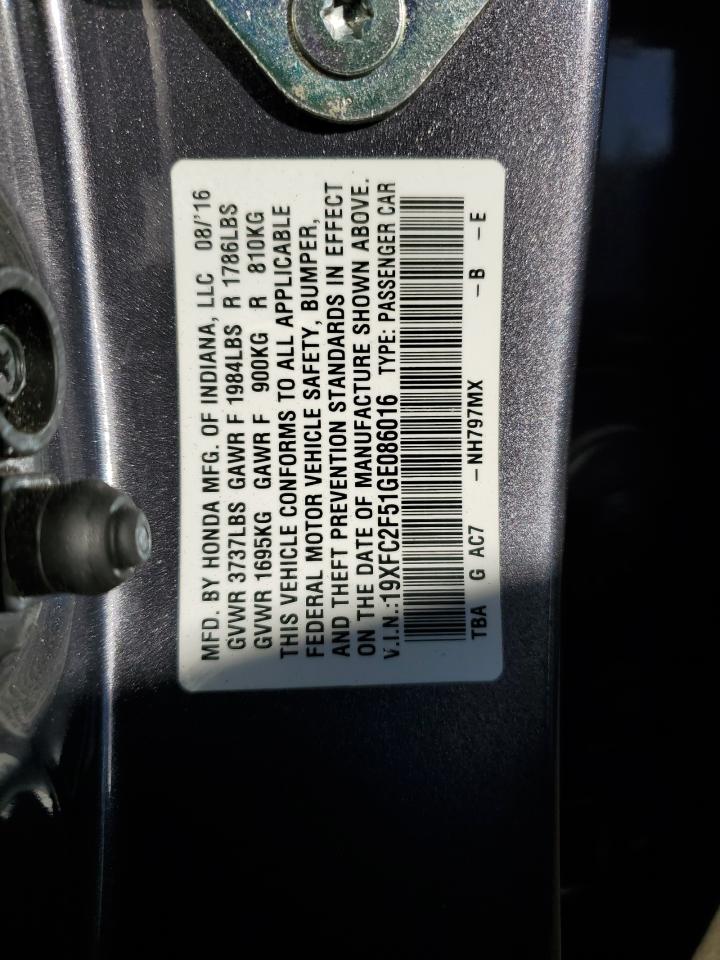 MFD. BY HONDA MFG. OF INDIANA, LLC 08/'16
GVWR 3737LBS GAWR F 1984LBS R 1786LBS
GVWR 1695KG GAWR F 900KG R 810KG
THIS VEHICLE CONFORMS TO ALL APPLICABLE
FEDERAL MOTOR VEHICLE SAFETY, BUMPER,
AND THEFT PREVENTION STANDARDS IN EFFECT
ON THE DATE OF MANUFACTURE SHOWN ABOVE.
V.I.N.:19XFC2F51GE086016 TYPE: PASSENGER CAR
TBA G AC7 -NH797MX -B -E